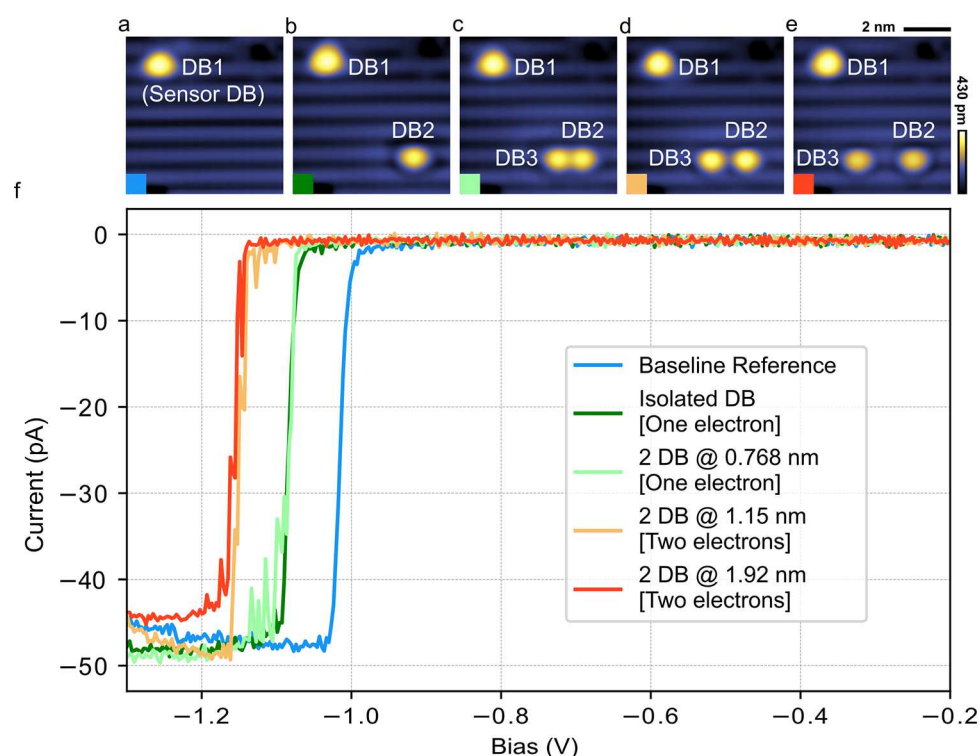 a b c d e 2 nm
DB1 DB1 DB1 DB1 DB1
(Sensor DB)
430 pm
DB2 DB2 DB2 DB2
DB3 DB3 DB3
f
0
−10
−20
−30
−40
−50
Current (pA)
Baseline Reference
Isolated DB
[One electron]
2 DB @ 0.768 nm
[One electron]
2 DB @ 1.15 nm
[Two electrons]
2 DB @ 1.92 nm
[Two electrons]
−1.2 −1.0 −0.8 −0.6 −0.4 −0.2
Bias (V)